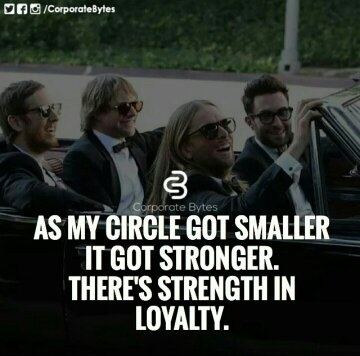 /CorporateBytes
Corporate Bytes
AS MY CIRCLE GOT SMALLER
IT GOT STRONGER.
THERE'S STRENGTH IN
LOYALTY.